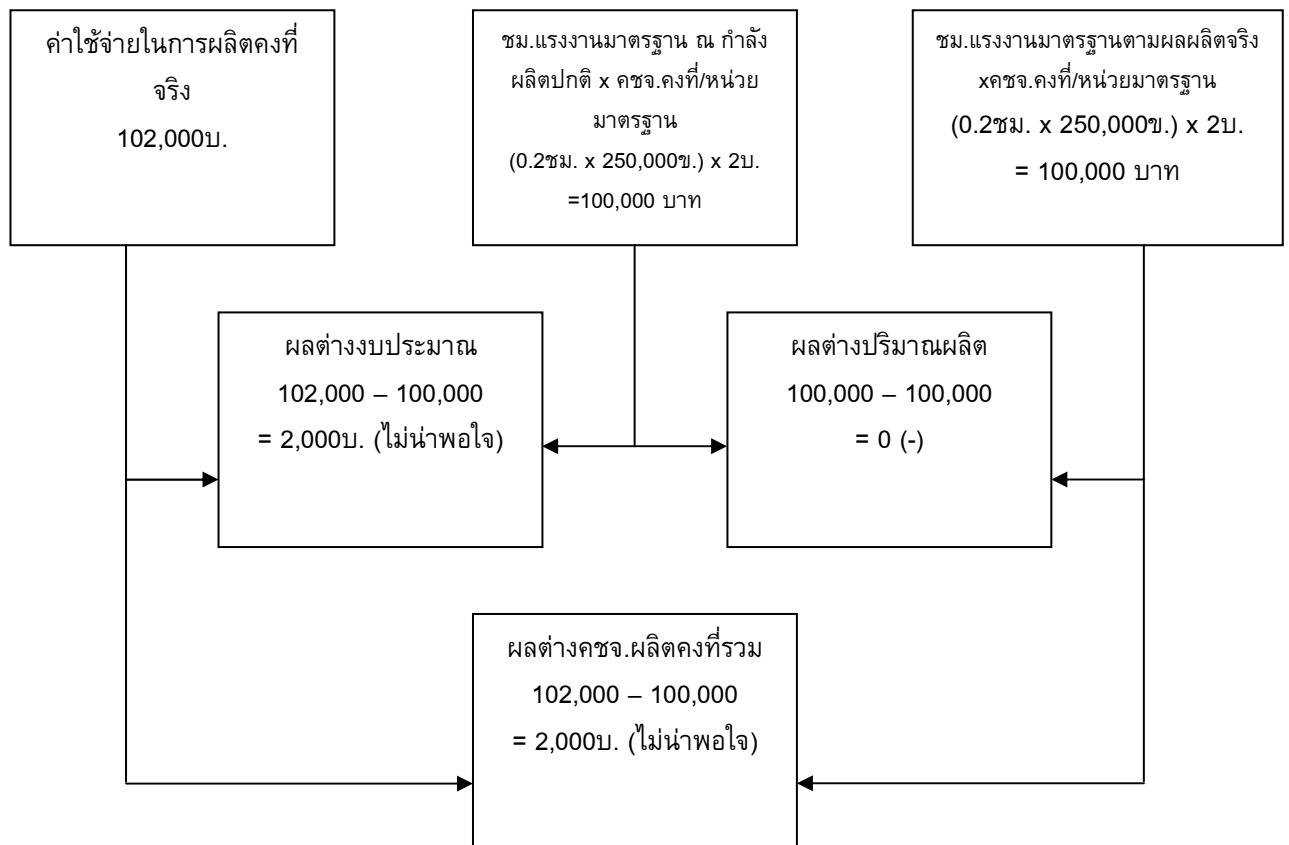 ค่าใช้จ่ายในการผลิตคงที่
จริง
102,000บ.
ชม.แรงงานมาตรฐาน ณ กำลัง
ผลิตปกติ x คชจ.คงที่/หน่วย
มาตรฐาน
(0.2ชม. x 250,000ข.) x 2บ.
=100,000 บาท
ชม.แรงงานมาตรฐานตามผลผลิตจริง
xคชจ.คงที่/หน่วยมาตรฐาน
(0.2ชม. x 250,000ข.) x 2บ.
= 100,000 บาท
ผลต่างงบประมาณ
102,000 – 100,000
= 2,000บ. (ไม่น่าพอใจ)
ผลต่างปริมาณผลิต
100,000 – 100,000
= 0 (-)
ผลต่างคชจ.ผลิตคงที่รวม
102,000 – 100,000
= 2,000บ. (ไม่น่าพอใจ)